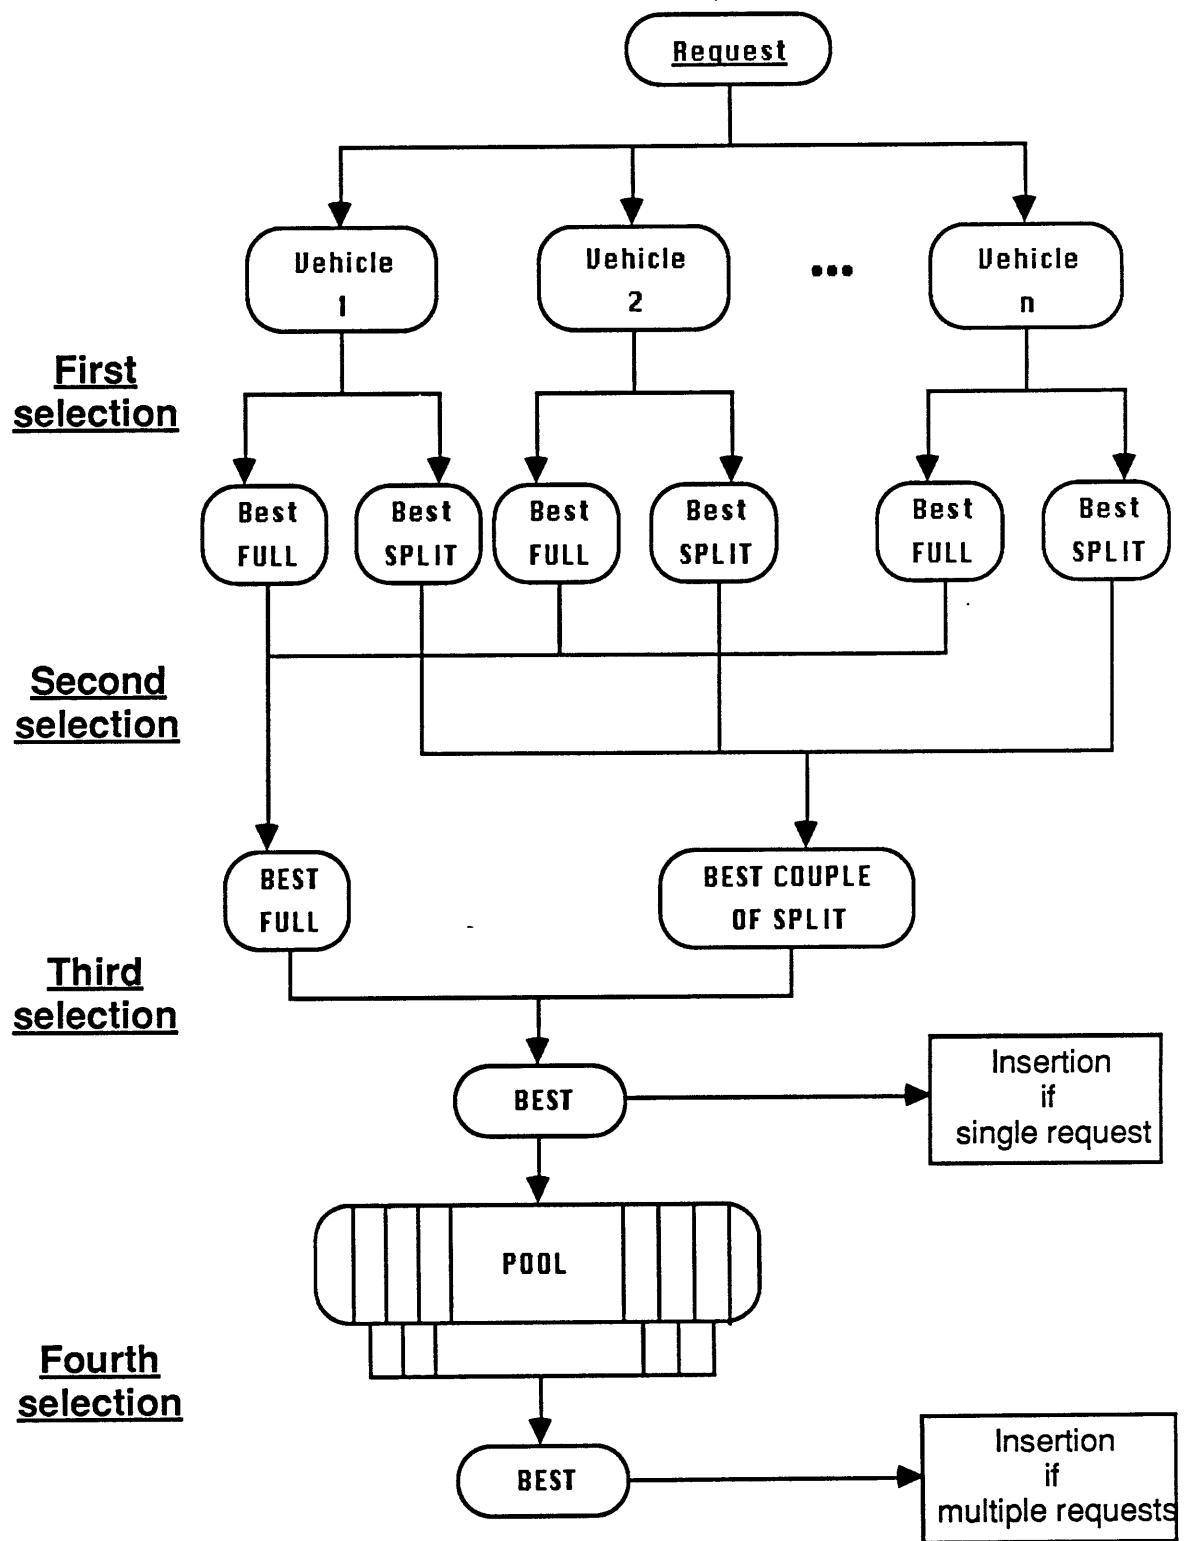 Request
Vehicle
1
Vehicle
2
...
Vehicle
n
First
selection
Best
FULL
Best
SPLIT
Best
FULL
Best
SPLIT
Best
FULL
Best
SPLIT
Second
selection
BEST
FULL
BEST COUPLE
OF SPLIT
Third
selection
BEST
Insertion
if
single request
POOL
Fourth
selection
BEST
Insertion
if
multiple requests